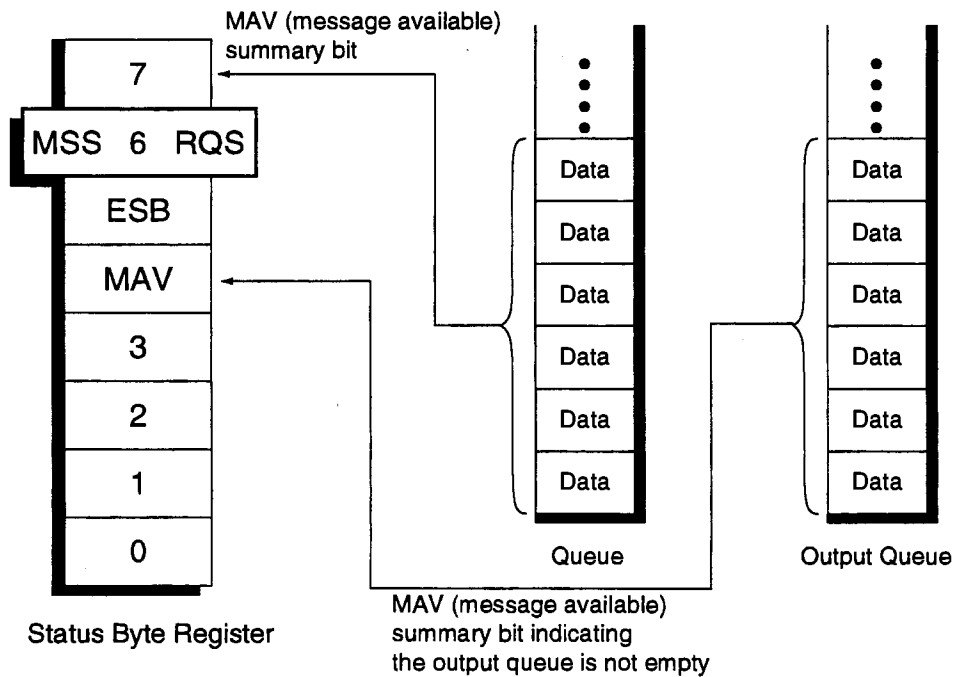 MAV (message available)
summary bit
7
MSS 6 RQS
ESB
MAV
3
2
1
0
Status Byte Register
Data
Data
Data
Data
Data
Data
Queue
Data
Data
Data
Data
Data
Data
Output Queue
MAV (message available)
summary bit indicating
the output queue is not empty